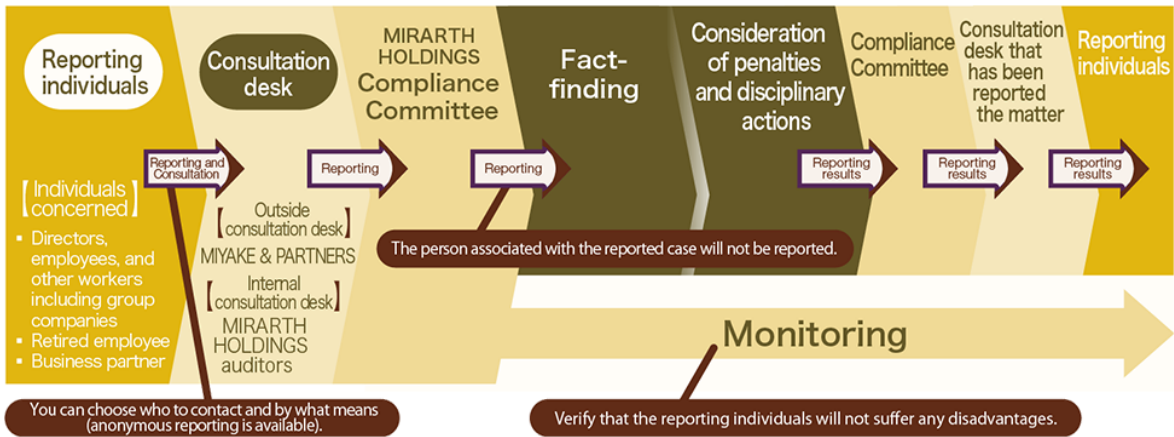 Reporting
individuals
Reporting and
Consultation
【Individuals
concerned】
▪ Directors,
employees, and
other workers
including group
companies
▪ Retired employee
▪ Business partner
Consultation
desk
Reporting
【Outside
consultation desk】
MIYAKE & PARTNERS
【Internal
consultation desk】
MIRARTH
HOLDINGS
auditors
MIRARTH
HOLDINGS
Compliance
Committee
Reporting
Fact-
finding
The person associated with the reported case will not be reported.
Consideration
of penalties
and disciplinary
actions
Reporting
results
Compliance
Committee
Reporting
results
Consultation
desk that
has been
reported
the matter
Reporting
results
Reporting
individuals
Monitoring
You can choose who to contact and by what means
(anonymous reporting is available).
Verify that the reporting individuals will not suffer any disadvantages.